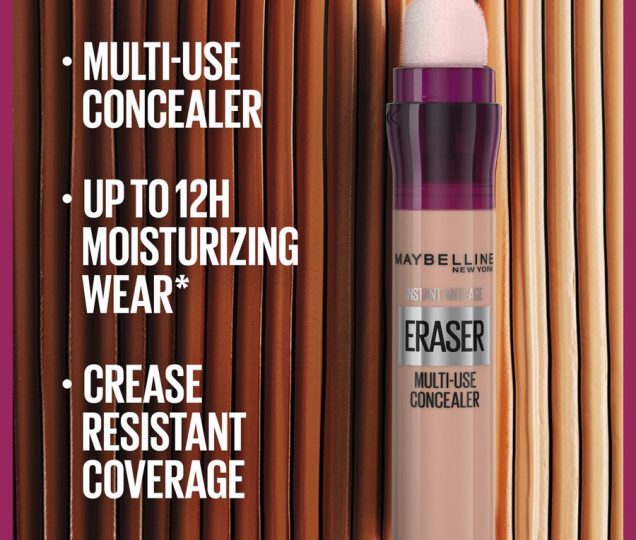 • MULTI-USE
CONCEALER
• UP TO 12H
MOISTURIZING
WEAR*
• CREASE
RESISTANT
COVERAGE
MAYBELLINE
NEW YORK
INSTANT ANTI-AGE
ERASER
MULTI-USE
CONCEALER